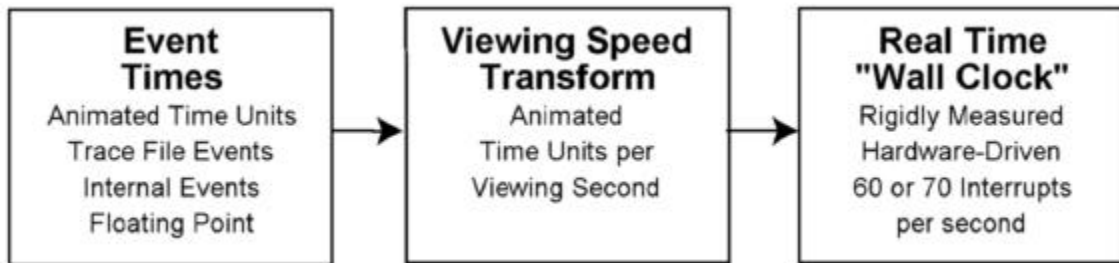 Event
Times
Animated Time Units
Trace File Events
Internal Events
Floating Point
Viewing Speed
Transform
Animated
Time Units per
Viewing Second
Real Time
"Wall Clock"
Rigidly Measured
Hardware-Driven
60 or 70 Interrupts
per second